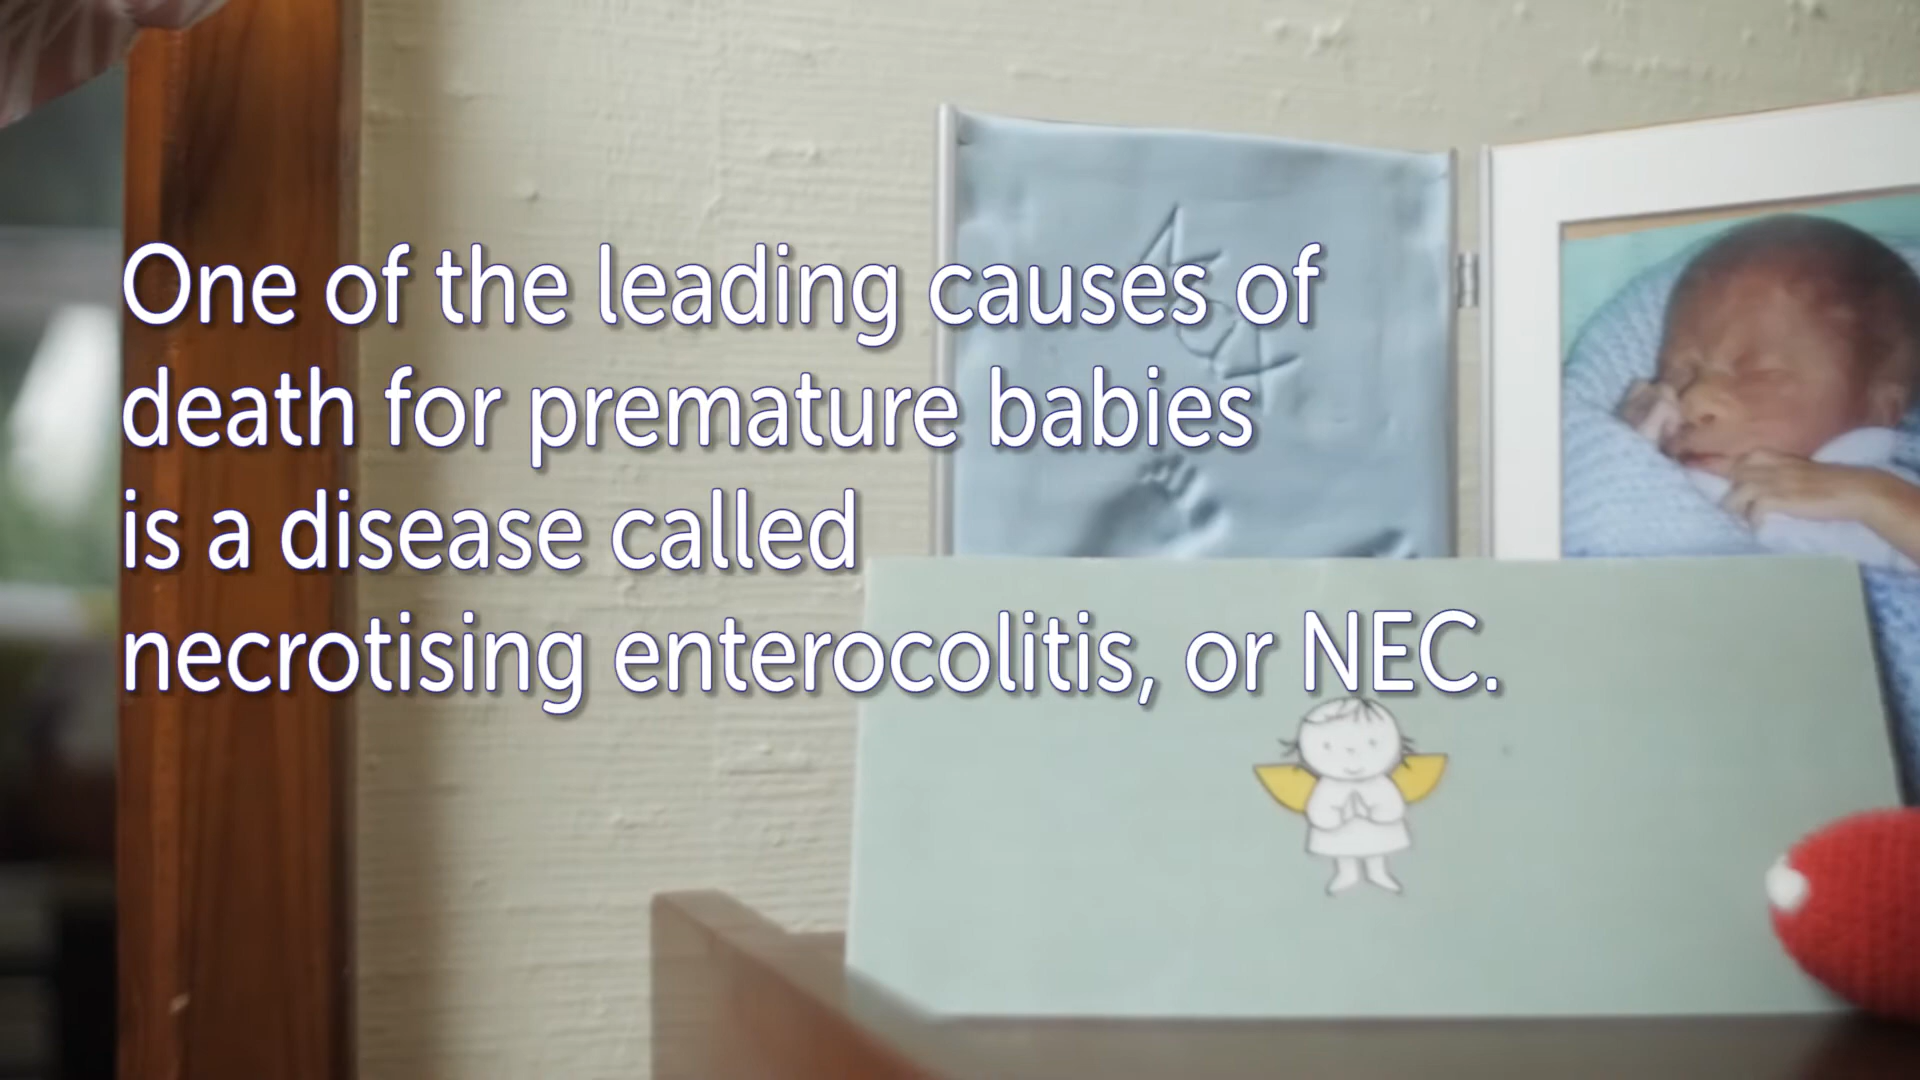 One of the leading causes of
death for premature babies
is a disease called
necrotising enterocolitis, or NEC.